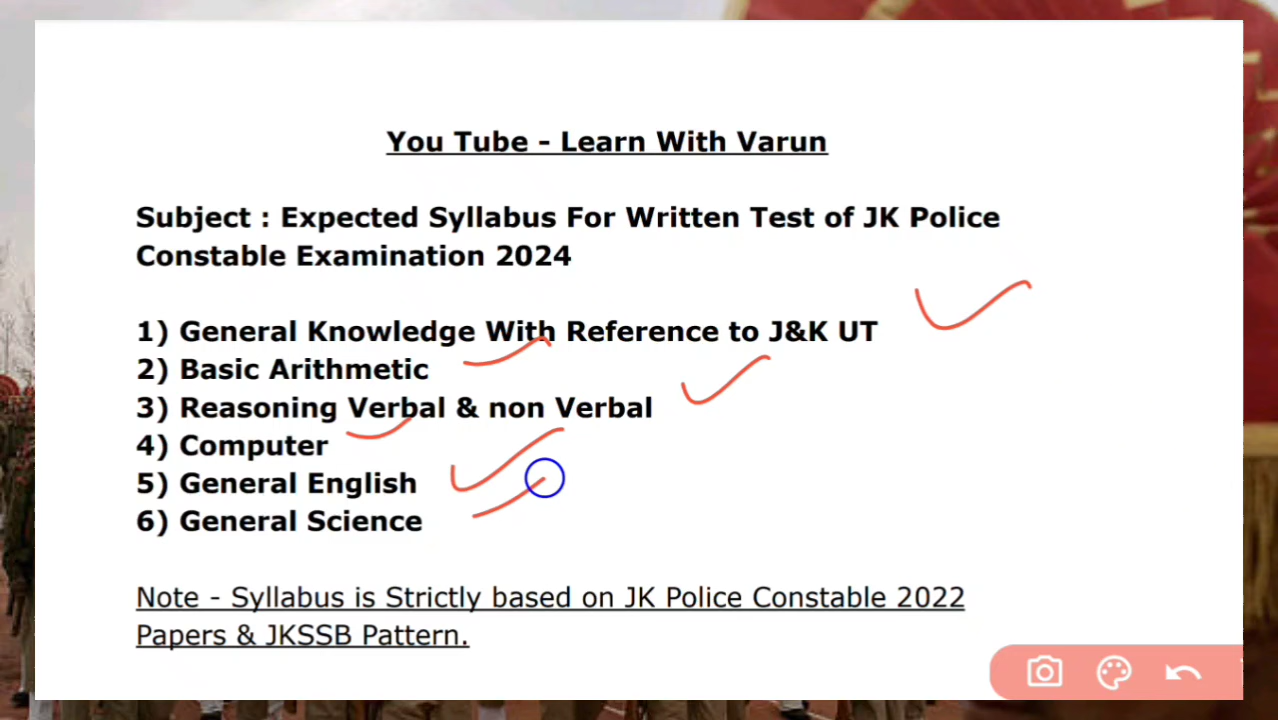 You Tube - Learn With Varun
Subject : Expected Syllabus For Written Test of JK Police
Constable Examination 2024
1) General Knowledge With Reference to J&K UT
2) Basic Arithmetic
3) Reasoning Verbal & non Verbal
4) Computer
5) General English
6) General Science
Note - Syllabus is Strictly based on JK Police Constable 2022
Papers & JKSSB Pattern.